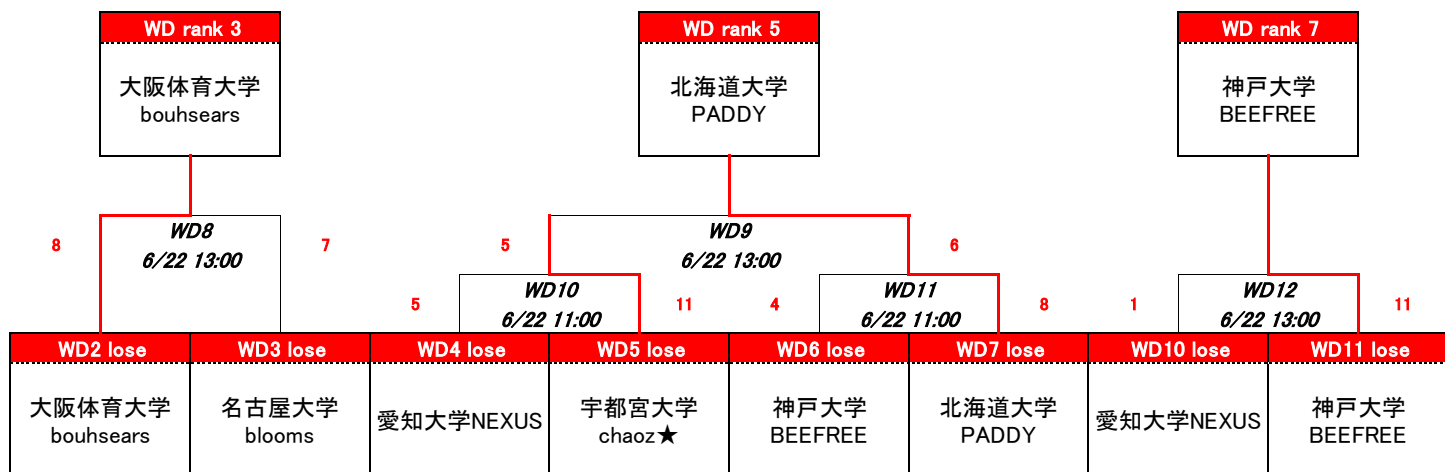 WD rank 3
WD rank 5
WD rank 7
大阪体育大学
bouhsears
北海道大学
PADDY
神戸大学
BEEFREE
8
WD8
6/22 13:00
7
5
WD9
6/22 13:00
6
5
WD10
6/22 11:00
11
4
WD11
6/22 11:00
8
1
WD12
6/22 13:00
11
WD2 lose
WD3 lose
WD4 lose
WD5 lose
WD6 lose
WD7 lose
WD10 lose
WD11 lose
大阪体育大学
bouhsears
名古屋大学
blooms
愛知大学NEXUS
宇都宮大学
chaoz★
神戸大学
BEEFREE
北海道大学
PADDY
愛知大学NEXUS
神戸大学
BEEFREE